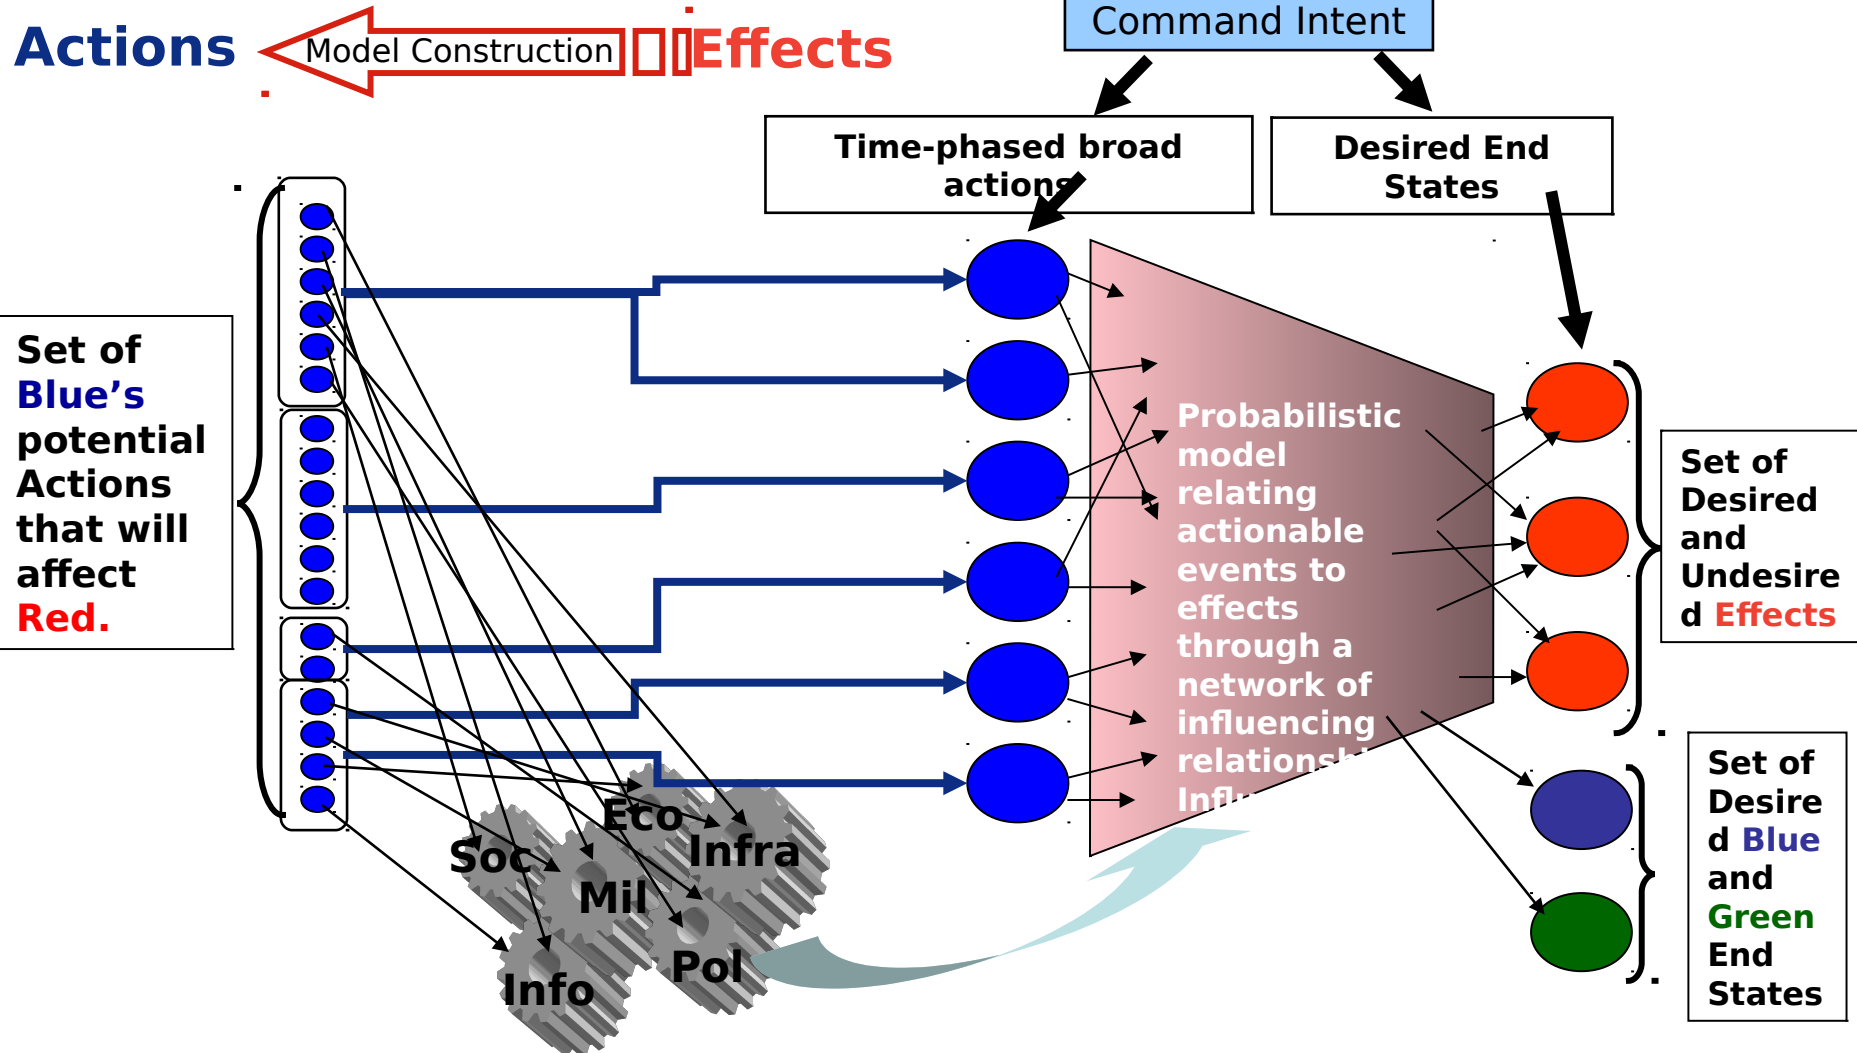 Actions
Model Construction
Effects
Command Intent
Time-phased broad
actions
Desired End
States
Set of
Blue’s
potential
Actions
that will
affect
Red.
Probabilistic
model
relating
actionable
events to
effects
through a
network of
influencing
Set of
Desired
and
Undesire
d Effects
Set of
Desire
d Blue
and
Green
End
States
Eco
Soc
Infra
Mil
Pol
Info